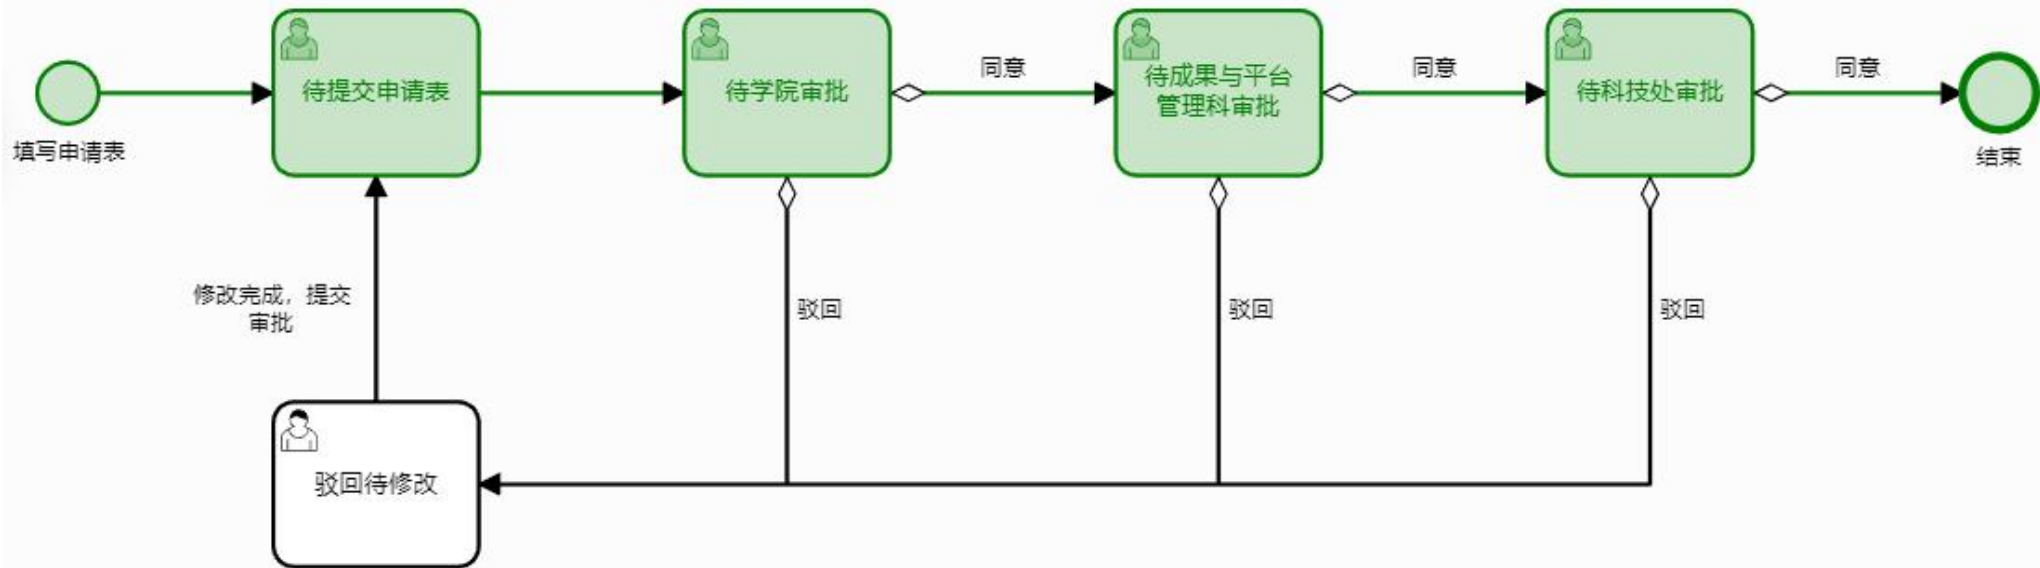 同意
同意
同意
待提交申请表
待学院审批
待成果与平台
管理科审批
待科技处审批
填写申请表
结束
修改完成，提交
审批
驳回
驳回
驳回
驳回待修改